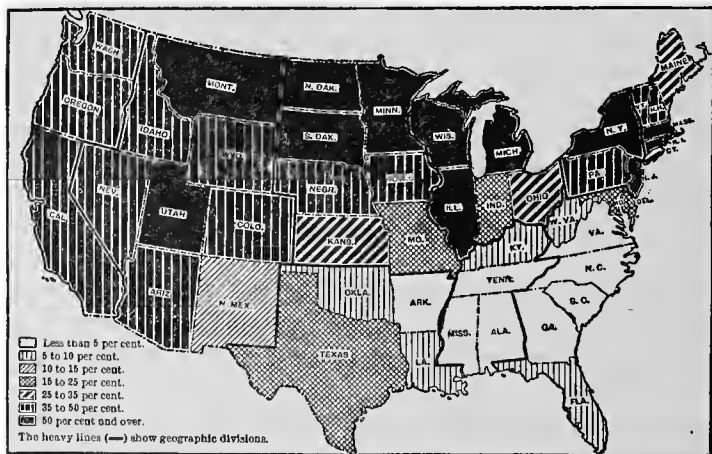 WASH.
MAINE
MONT.
N. DAK.
MINN.
OREGON
N.H.
IDAHO
S. DAK.
WIS.
N.Y.
MASS.
R.I.
CT.
WYO.
MICH
PA.
N.J.
NEV.
NEBR.
OHIO
CAL.
UTAH
COLO.
ILL.
IND.
W. VA.
MD.
DEL.
KANS.
MO.
KY.
VA.
TENN.
N.C.
ARIZ
N. MEX.
OKLA.
ARK.
S.C.
MISS.
ALA.
GA.
TEXAS
LA.
FLA.
Less than 5 per cent.
5 to 10 per cent.
10 to 15 per cent.
15 to 25 per cent.
25 to 35 per cent.
35 to 50 per cent.
50 per cent and over.
The heavy lines (▬) show geographic divisions.